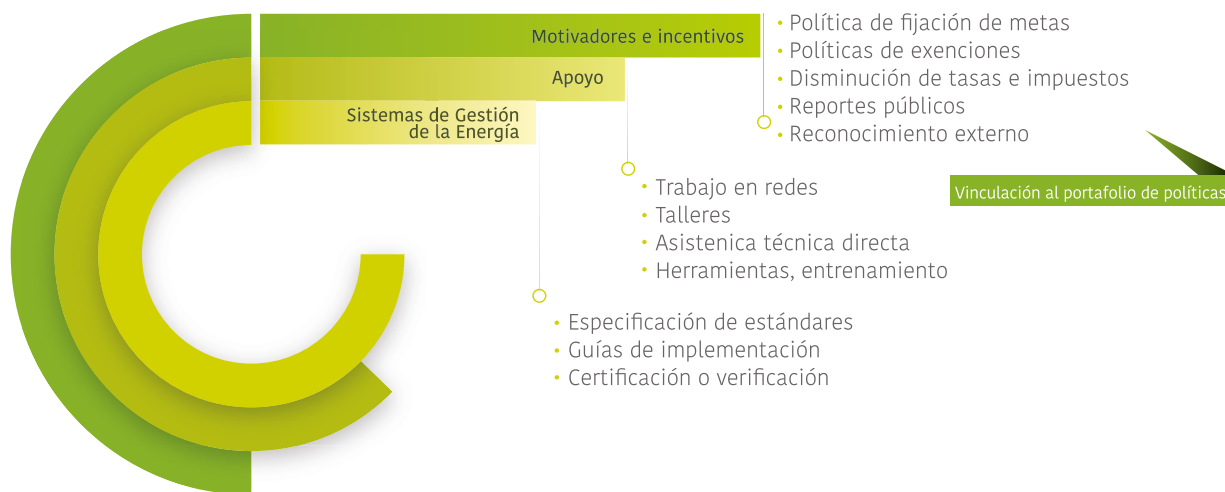 Motivadores e incentivos
• Política de fijación de metas
• Políticas de exenciones
• Disminución de tasas e impuestos
• Reportes públicos
• Reconocimiento externo
Apoyo
• Trabajo en redes
• Talleres
• Asistenica técnica directa
• Herramientas, entrenamiento
Sistemas de Gestión
de la Energía
• Especificación de estándares
• Guías de implementación
• Certificación o verificación
Vinculación al portafolio de políticas